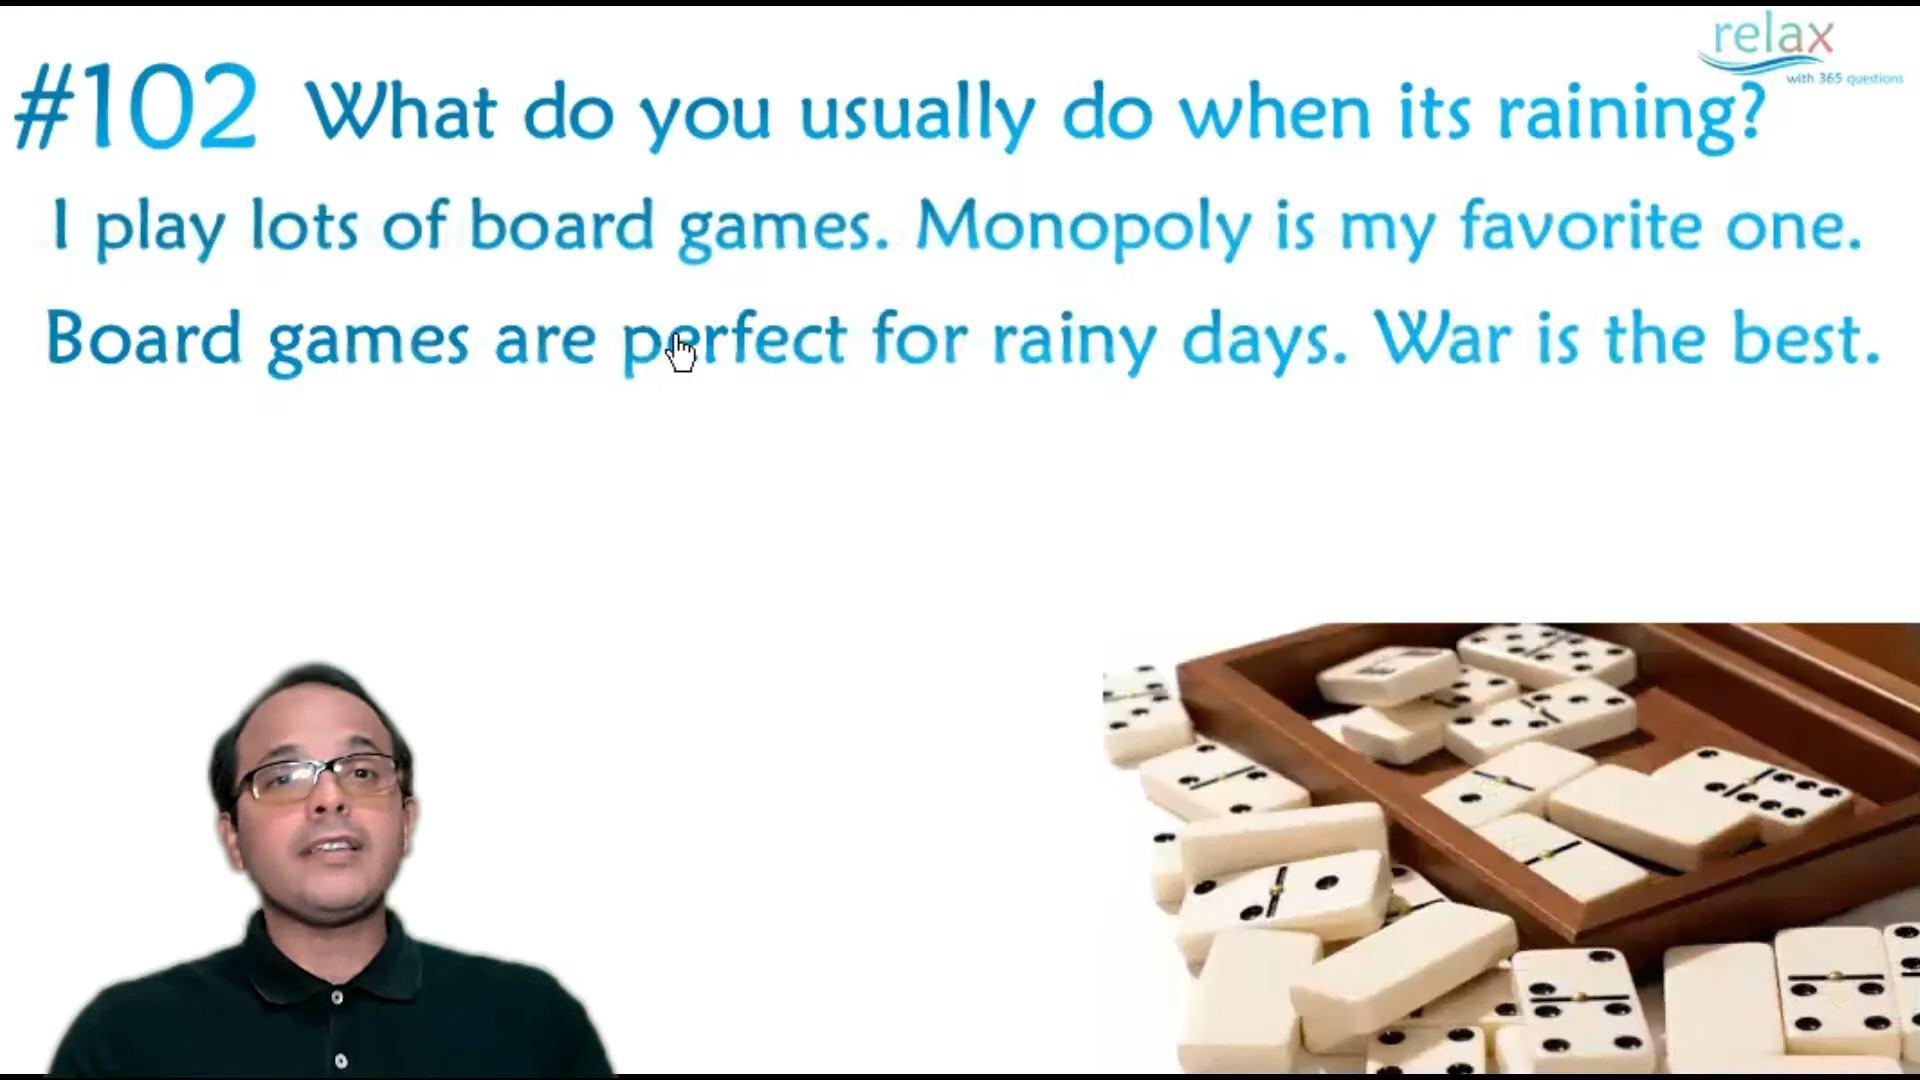 relax
with 365 questions
#102 What do you usually do when its raining?
I play lots of board games. Monopoly is my favorite one.
Board games are perfect for rainy days. War is the best.